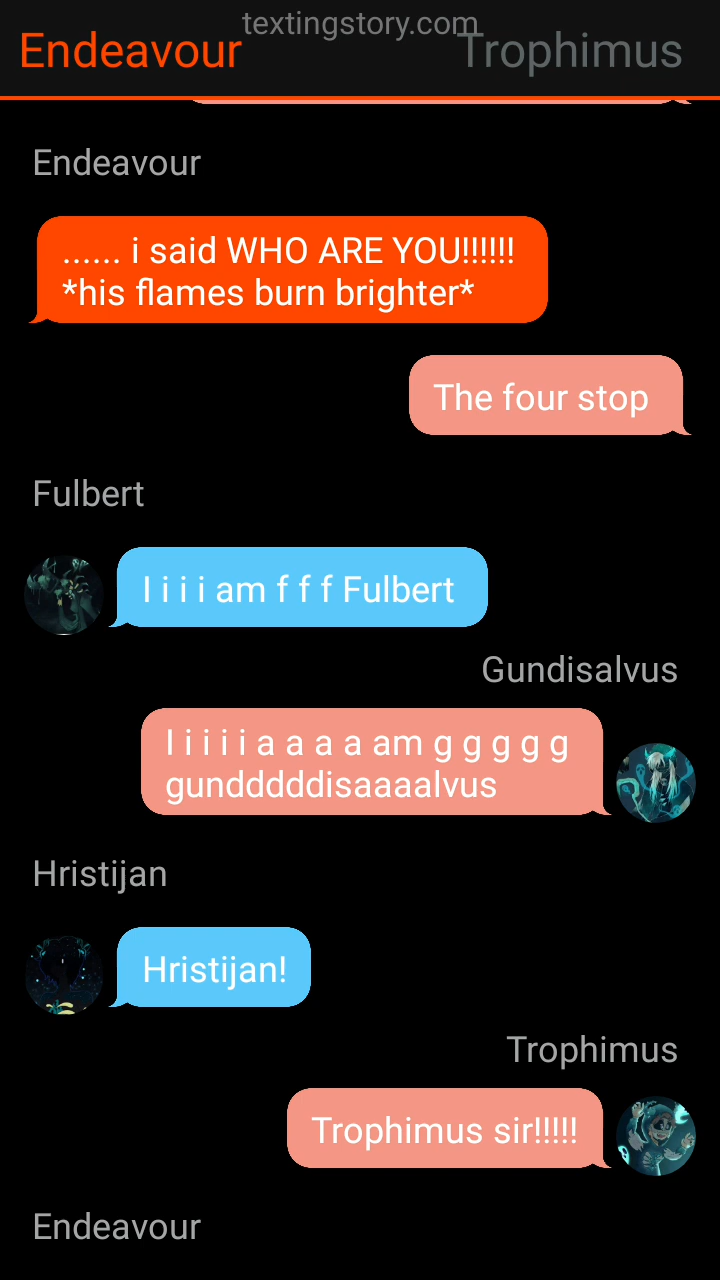 textingstory.com
Endeavour
Trophimus
Endeavour
...... i said WHO ARE YOU!!!!!!
*his flames burn brighter*
The four stop
Fulbert
I i i i am f f f Fulbert
Gundisalvus
I i i i i a a a a am g g g g g
gundddddisaaaalvus
Hristijan
Hristijan!
Trophimus
Trophimus sir!!!!!
Endeavour